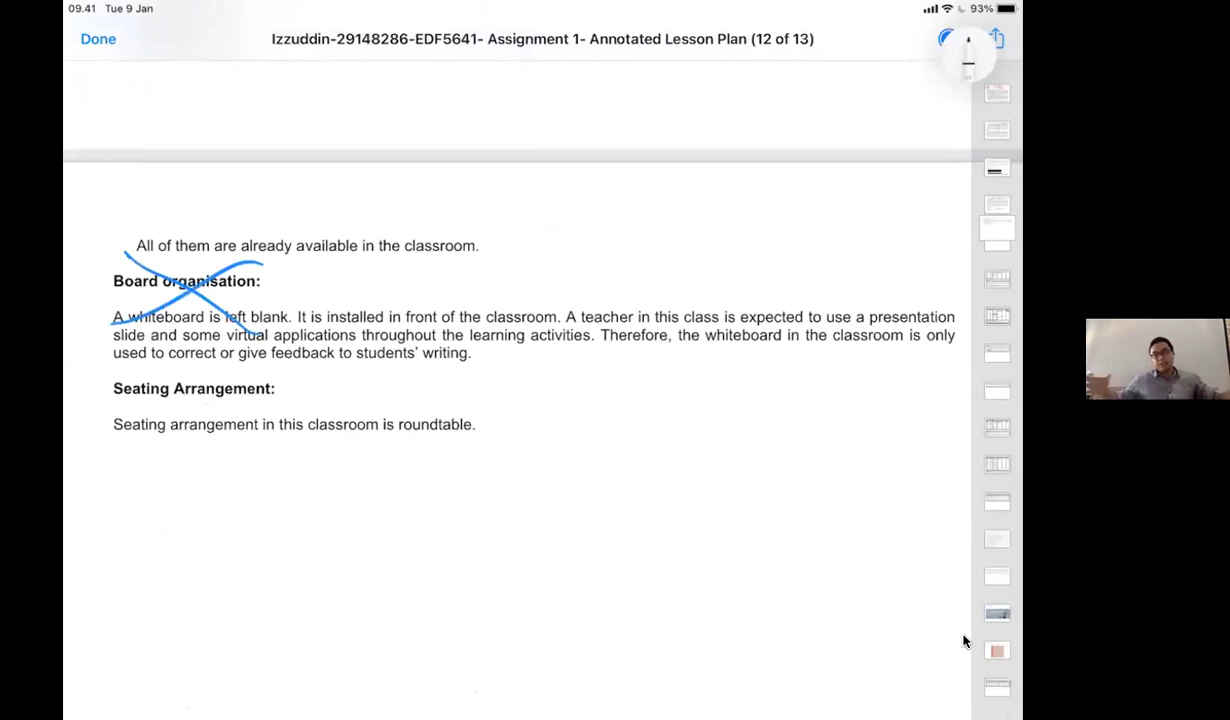 09.41 Tue 9 Jan
93%
Done
Izzuddin-29148286-EDF5641- Assignment 1- Annotated Lesson Plan (12 of 13)
All of them are already available in the classroom.
Board organisation:
A whiteboard is left blank. It is installed in front of the classroom. A teacher in this class is expected to use a presentation
slide and some virtual applications throughout the learning activities. Therefore, the whiteboard in the classroom is only
used to correct or give feedback to students' writing.
Seating Arrangement:
Seating arrangement in this classroom is roundtable.